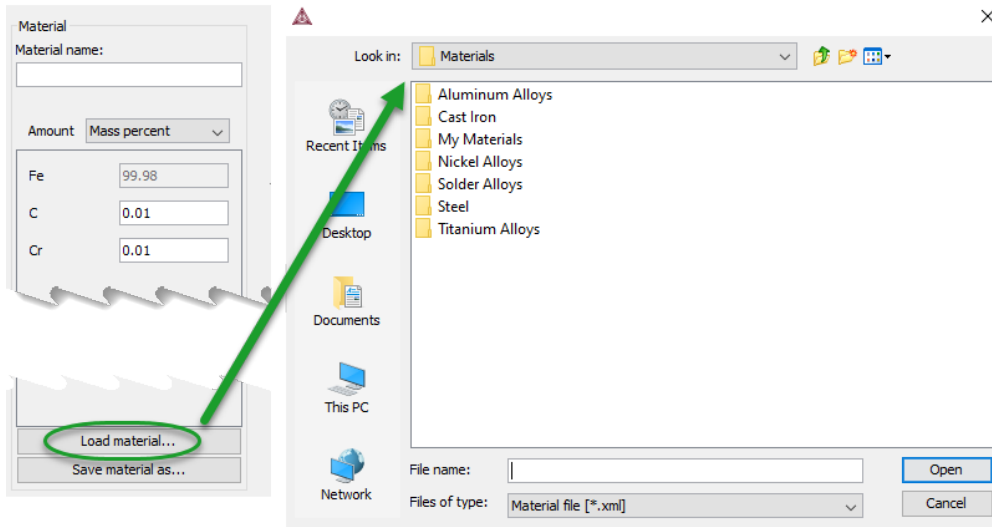 Material
Material name:
Amount Mass percent
Fe 99.98
C 0.01
Cr 0.01
Load material...
Save material as...
Look in: Materials
Recent Items
Desktop
Documents
This PC
Network
Aluminum Alloys
Cast Iron
My Materials
Nickel Alloys
Solder Alloys
Steel
Titanium Alloys
File name:
Open
Files of type: Material file [*.xml]
Cancel